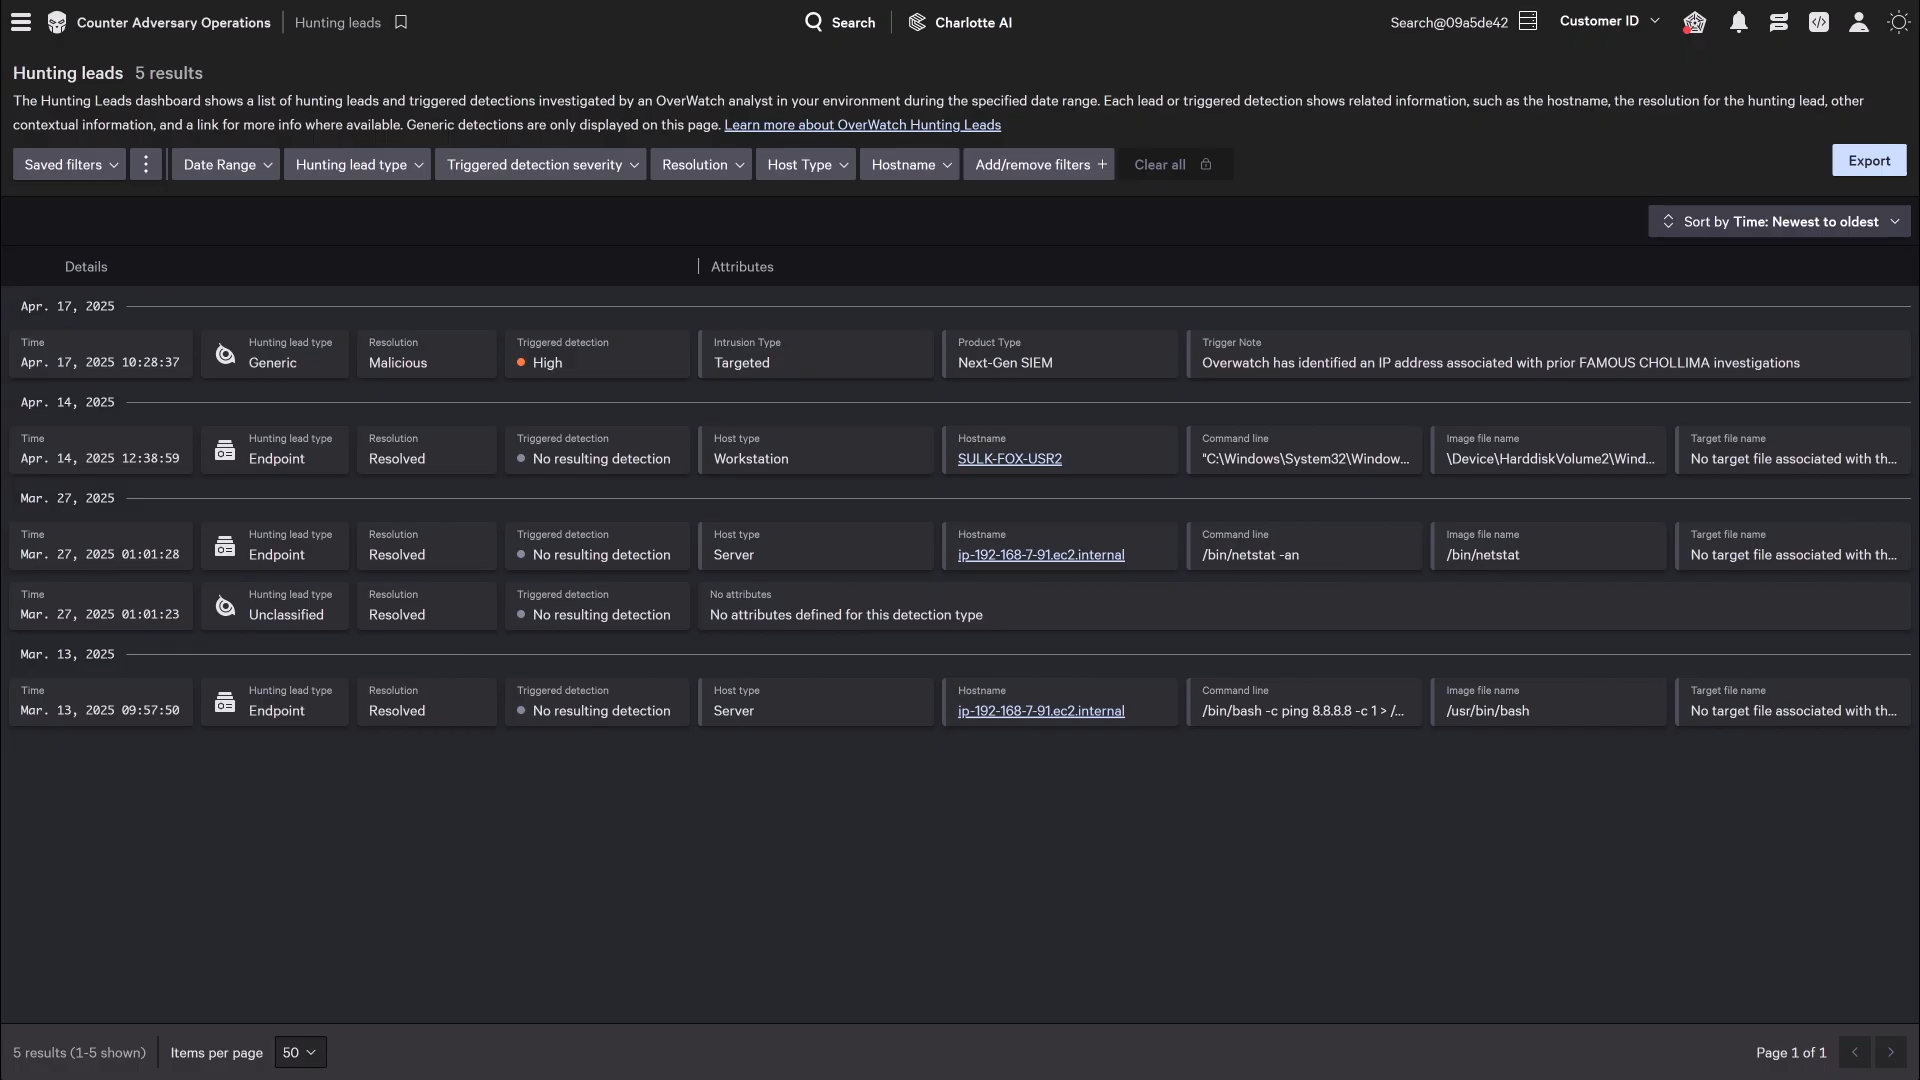 Counter Adversary Operations Hunting leads Search Charlotte AI Search@09a5de42 Customer ID
Hunting leads 5 results
The Hunting Leads dashboard shows a list of hunting leads and triggered detections investigated by an OverWatch analyst in your environment during the specified date range. Each lead or triggered detection shows related information, such as the hostname, the resolution for the hunting lead, other
contextual information, and a link for more info where available. Generic detections are only displayed on this page. Learn more about OverWatch Hunting Leads
Saved filters Date Range Hunting lead type Triggered detection severity Resolution Host Type Hostname Add/remove filters + Clear all Export
Sort by Time: Newest to oldest
Details Attributes
Apr. 17, 2025
Time Hunting lead type Resolution Triggered detection Intrusion Type Product Type Trigger Note
Apr. 17, 2025 10:28:37 Generic Malicious High Targeted Next-Gen SIEM Overwatch has identified an IP address associated with prior FAMOUS CHOLLIMA investigations
Apr. 14, 2025
Time Hunting lead type Resolution Triggered detection Host type Hostname Command line Image file name Target file name
Apr. 14, 2025 12:38:59 Endpoint Resolved No resulting detection Workstation SULK-FOX-USR2 "C:\Windows\System32\Window... \Device\HarddiskVolume2\Wind... No target file associated with th...
Mar. 27, 2025
Time Hunting lead type Resolution Triggered detection Host type Hostname Command line Image file name Target file name
Mar. 27, 2025 01:01:28 Endpoint Resolved No resulting detection Server ip-192-168-7-91.ec2.internal /bin/netstat -an /bin/netstat No target file associated with th...
Time Hunting lead type Resolution Triggered detection No attributes
Mar. 27, 2025 01:01:23 Unclassified Resolved No resulting detection No attributes defined for this detection type
Mar. 13, 2025
Time Hunting lead type Resolution Triggered detection Host type Hostname Command line Image file name Target file name
Mar. 13, 2025 09:57:50 Endpoint Resolved No resulting detection Server ip-192-168-7-91.ec2.internal /bin/bash -c ping 8.8.8.8 -c 1 > /... /usr/bin/bash No target file associated with th...
5 results (1-5 shown) Items per page 50 Page 1 of 1